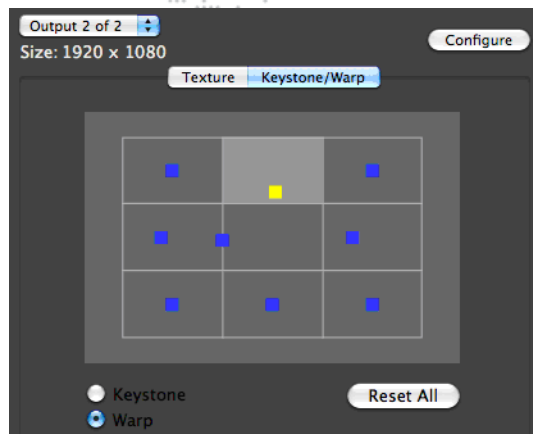 Output 2 of 2
Size: 1920 x 1080
Configure
Texture
Keystone/Warp
Keystone
Warp
Reset All